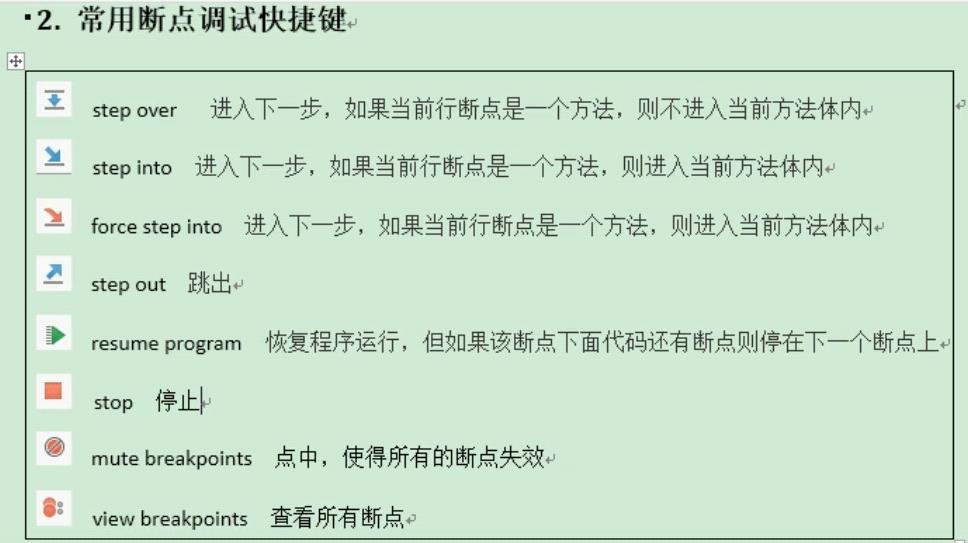 2. 常用断点调试快捷键
step over 进入下一步，如果当前行断点是一个方法，则不进入当前方法体内
step into 进入下一步，如果当前行断点是一个方法，则进入当前方法体内
force step into 进入下一步，如果当前行断点是一个方法，则进入当前方法体内
step out 跳出
resume program 恢复程序运行，但如果该断点下面代码还有断点则停在下一个断点上
stop 停止
mute breakpoints 点中，使得所有的断点失效
view breakpoints 查看所有断点